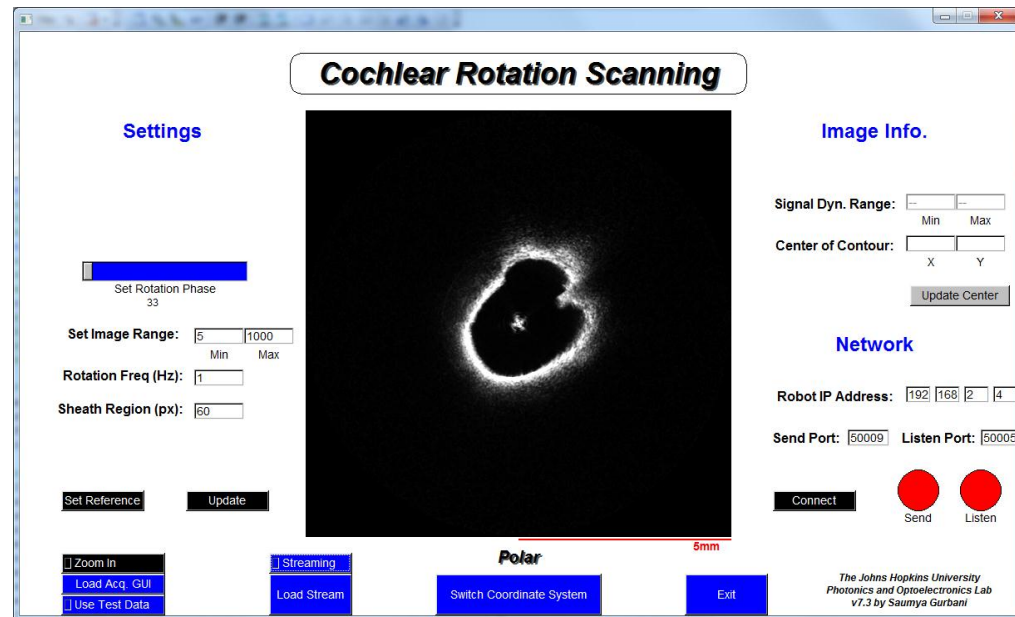 Cochlear Rotation Scanning
Settings
Set Rotation Phase
33
Set Image Range: 5 1000
Min Max
Rotation Freq (Hz): 1
Sheath Region (px): 60
Set Reference Update
Zoom In
Load Acq. GUI
Use Test Data
Streaming
Load Stream
5mm
Polar
Switch Coordinate System
Exit
Image Info.
Signal Dyn. Range: -- --
Min Max
Center of Contour:
X Y
Update Center
Network
Robot IP Address: 192 168 2 4
Send Port: 50009 Listen Port: 50005
Connect
Send Listen
The Johns Hopkins University
Photonics and Optoelectronics Lab
v7.3 by Saumya Gurbani